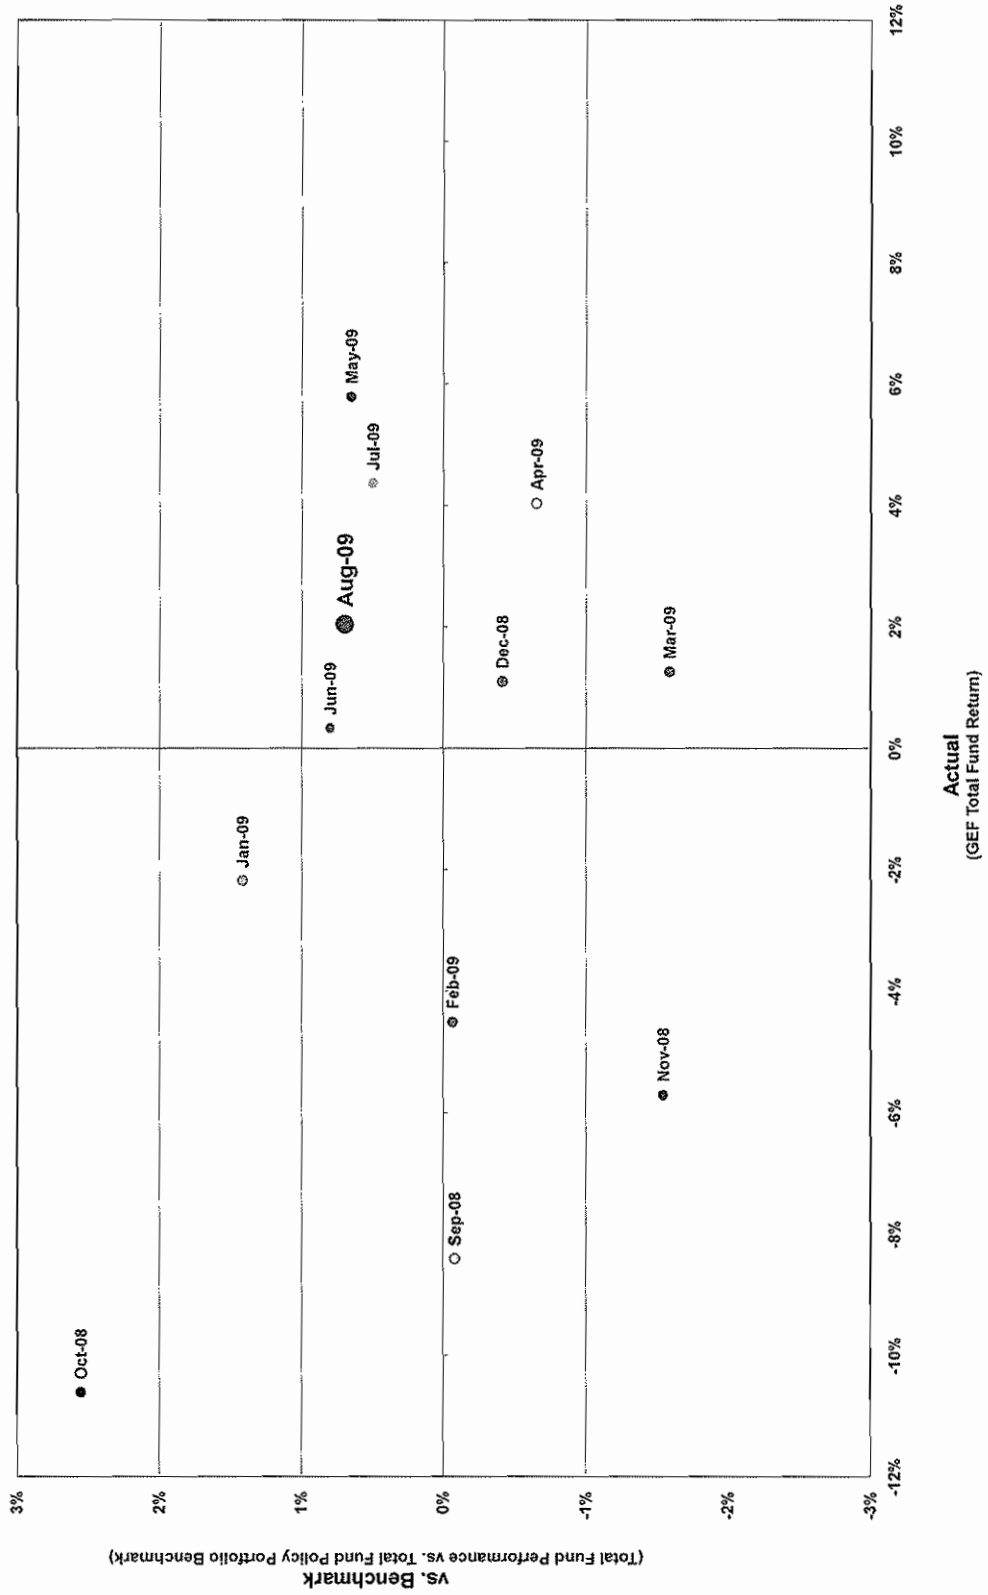 vs. Benchmark
(Total Fund Performance vs. Total Fund Policy Portfolio Benchmark)
3%
2%
1%
0%
-1%
-2%
-3%
Oct-08
Jan-09
Jun-09
Aug-09
May-09
Jul-09
Feb-09
Sep-08
Dec-08
Apr-09
Nov-08
Mar-09
-12%
-10%
-8%
-6%
-4%
-2%
0%
2%
4%
6%
8%
10%
12%
Actual
(GEF Total Fund Return)